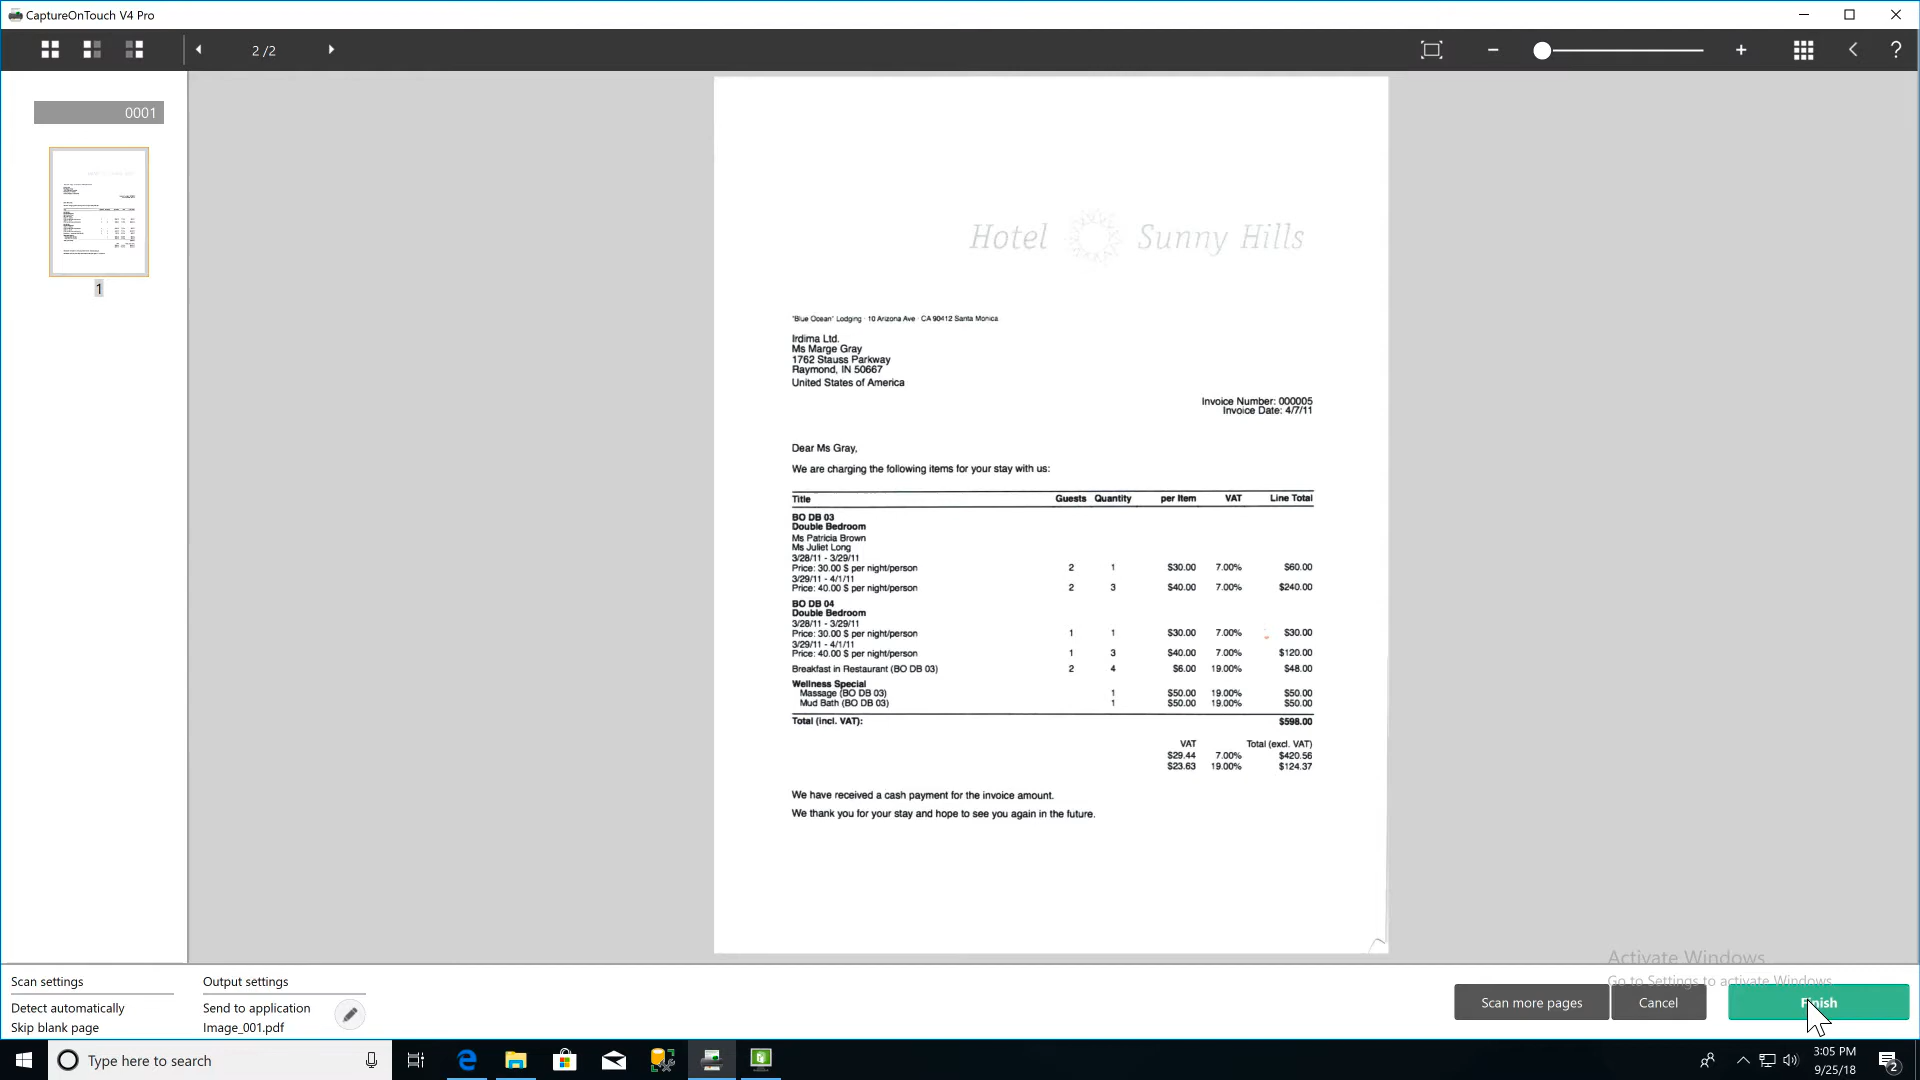 CaptureOnTouch V4 Pro
2 /2
0001
1
Hotel Sunny Hills
"Blue Ocean" Lodging · 10 Arizona Ave · CA 90412 Santa Monica
Irdima Ltd.
Ms Marge Gray
1762 Stauss Parkway
Raymond, IN 50667
United States of America
Invoice Number: 000005
Invoice Date: 4/7/11
Dear Ms Gray,
We are charging the following items for your stay with us:
Title Guests Quantity per Item VAT Line Total
BO DB 03
Double Bedroom
Ms Patricia Brown
Ms Juliet Long
3/28/11 - 3/29/11
Price: 30.00 $ per night/person 2 1 $30.00 7.00% $60.00
3/29/11 - 4/1/11
Price: 40.00 $ per night/person 2 3 $40.00 7.00% $240.00
BO DB 04
Double Bedroom
3/28/11 - 3/29/11
Price: 30.00 $ per night/person 1 1 $30.00 7.00% $30.00
3/29/11 - 4/1/11
Price: 40.00 $ per night/person 1 3 $40.00 7.00% $120.00
Breakfast in Restaurant (BO DB 03) 2 4 $6.00 19.00% $48.00
Wellness Special
Massage (BO DB 03) 1 $50.00 19.00% $50.00
Mud Bath (BO DB 03) 1 $50.00 19.00% $50.00
Total (incl. VAT): $598.00
VAT Total (excl. VAT)
$29.44 7.00% $420.56
$23.63 19.00% $124.37
We have received a cash payment for the invoice amount.
We thank you for your stay and hope to see you again in the future.
Activate Windows
Go to Settings to activate Windows.
Scan settings
Detect automatically
Skip blank page
Output settings
Send to application
Image_001.pdf
Scan more pages
Cancel
Finish
Type here to search
3:05 PM
9/25/18
2